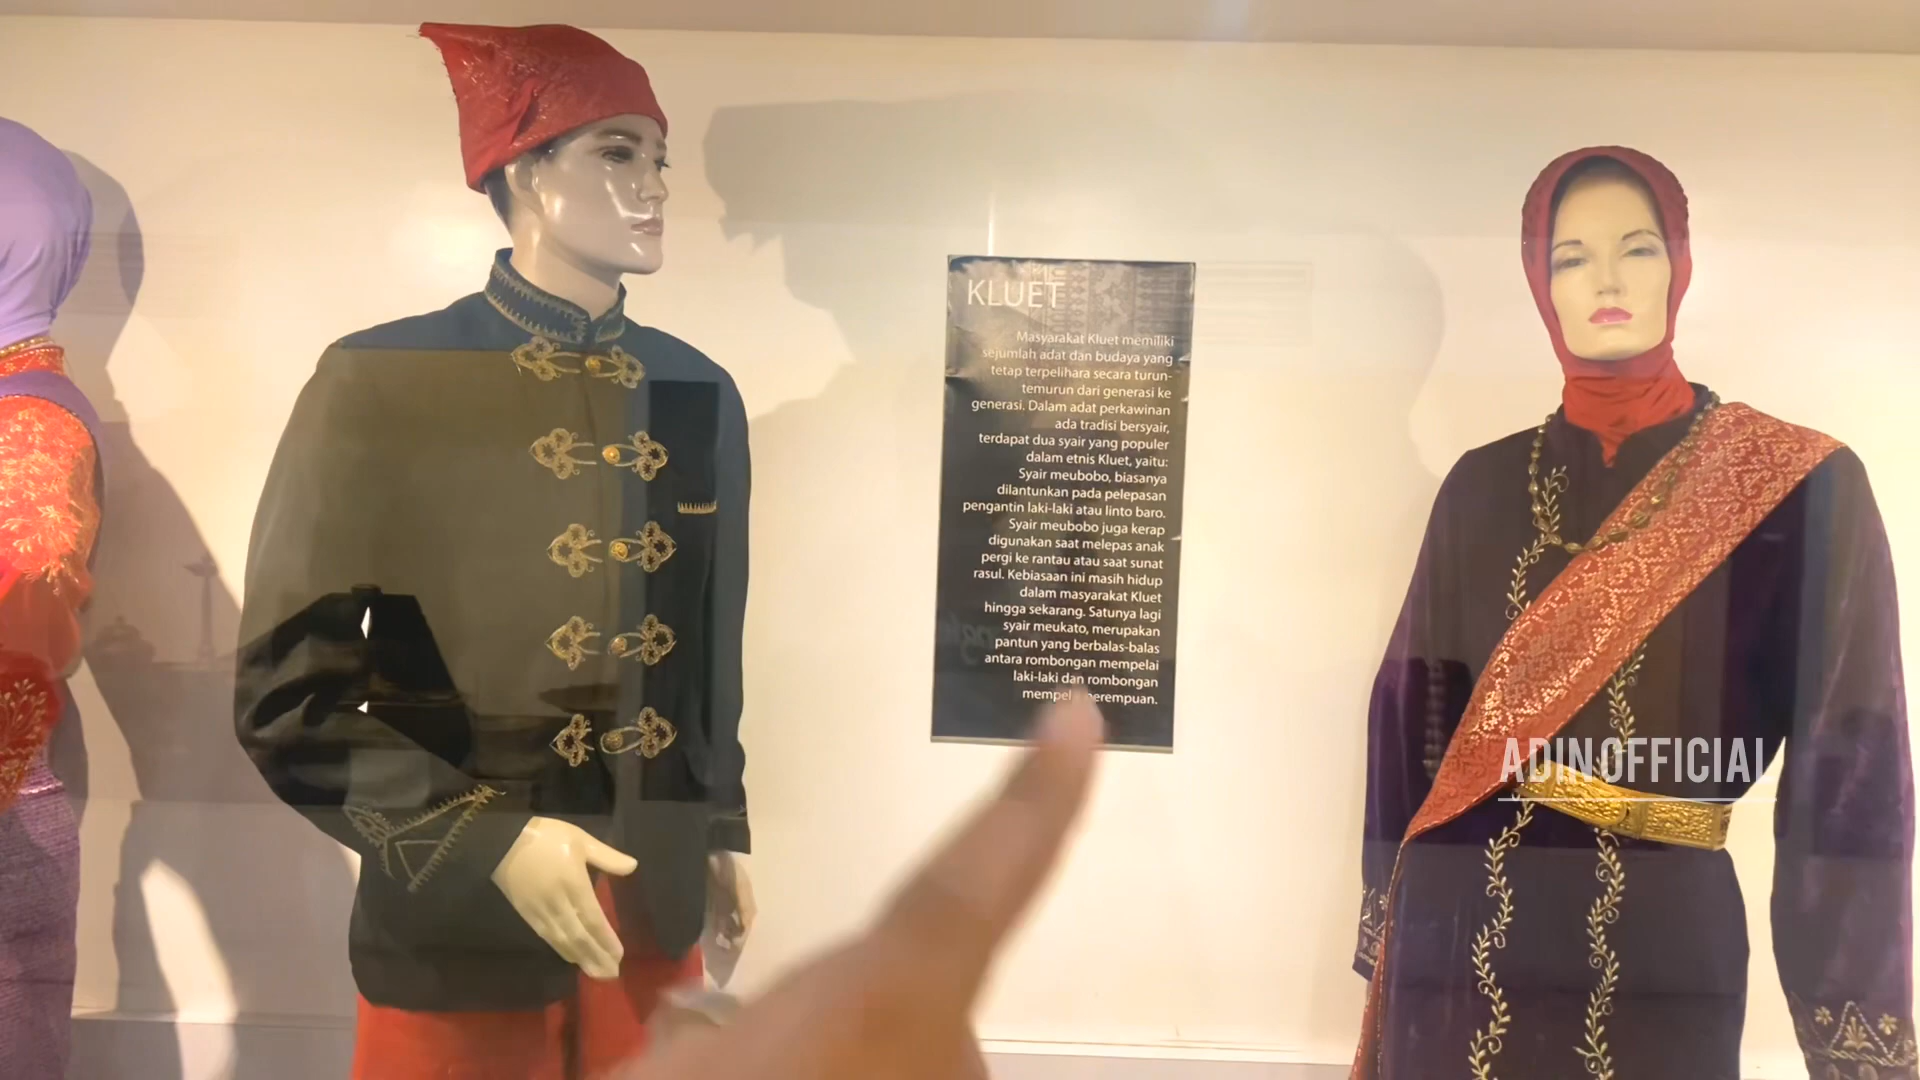 KLUET
Masyarakat Kluet memiliki
sejumlah adat dan budaya yang
tetap terpelihara secara turun-
temurun dari generasi ke
generasi. Dalam adat perkawinan
ada tradisi bersyair,
terdapat dua syair yang populer
dalam etnis Kluet, yaitu:
Syair meubobo, biasanya
dilantunkan pada pelepasan
pengantin laki-laki atau linto baro.
Syair meubobo juga kerap
digunakan saat melepas anak
pergi ke rantau atau saat sunat
rasul. Kebiasaan ini masih hidup
dalam masyarakat Kluet
hingga sekarang. Satunya lagi
syair meukato, merupakan
pantun yang berbalas-balas
antara rombongan mempelai
laki-laki dan rombongan
perempuan.
ADINOFFICIAL